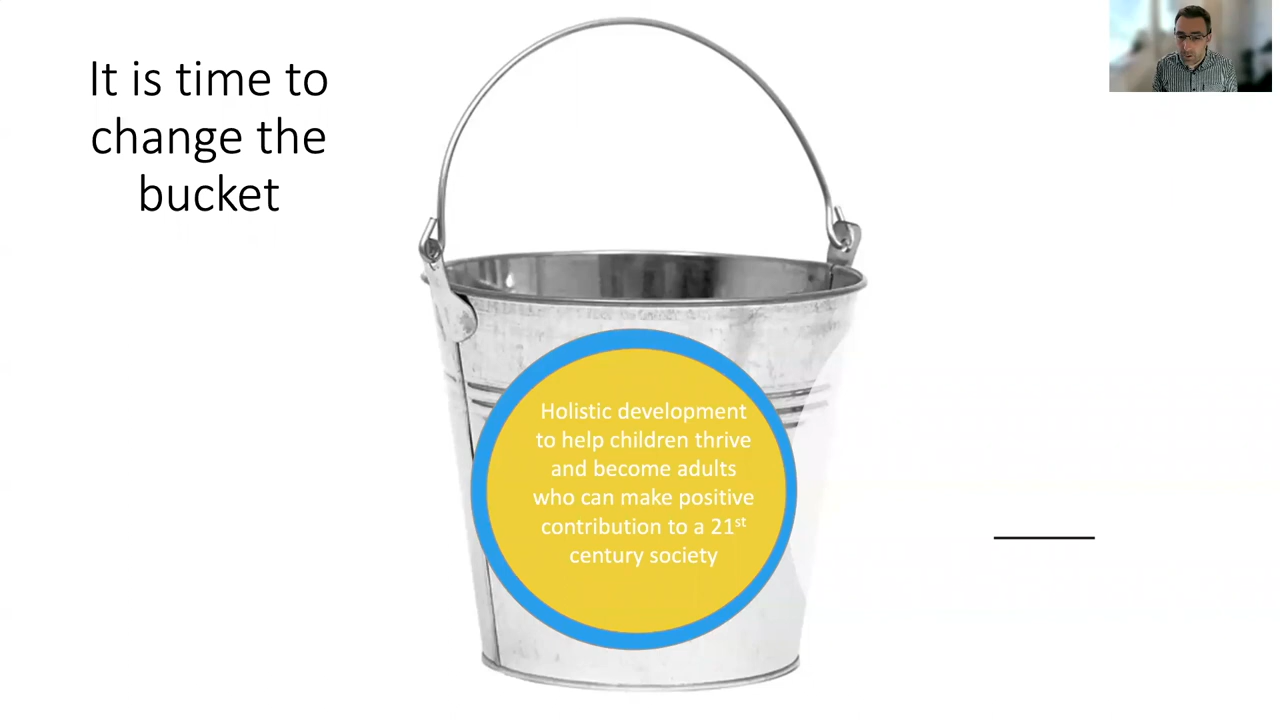 It is time to
change the
bucket
Holistic development
to help children thrive
and become adults
who can make positive
contribution to a 21st
century society